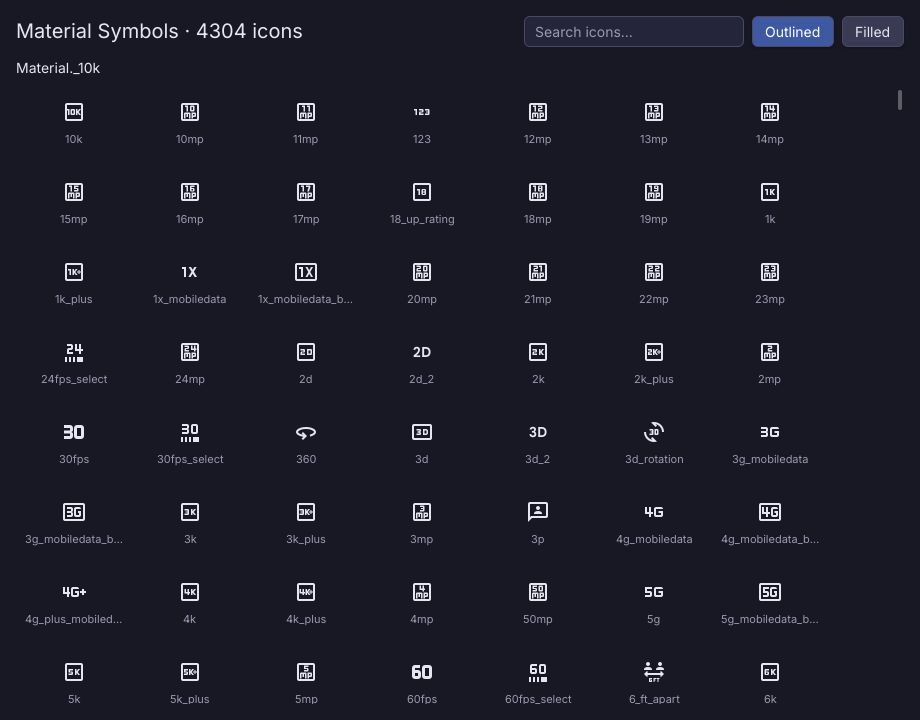 Material Symbols · 4304 icons
Search icons...
Outlined
Filled
Material._10k
10k 10mp 11mp 123 12mp 13mp 14mp
15mp 16mp 17mp 18_up_rating 18mp 19mp 1k
1k_plus 1x_mobiledata 1x_mobiledata_b... 20mp 21mp 22mp 23mp
24fps_select 24mp 2d 2d_2 2k 2k_plus 2mp
30fps 30fps_select 360 3d 3d_2 3d_rotation 3g_mobiledata
3g_mobiledata_b... 3k 3k_plus 3mp 3p 4g_mobiledata 4g_mobiledata_b...
4g_plus_mobiled... 4k 4k_plus 4mp 50mp 5g 5g_mobiledata_b...
5k 5k_plus 5mp 60fps 60fps_select 6_ft_apart 6k